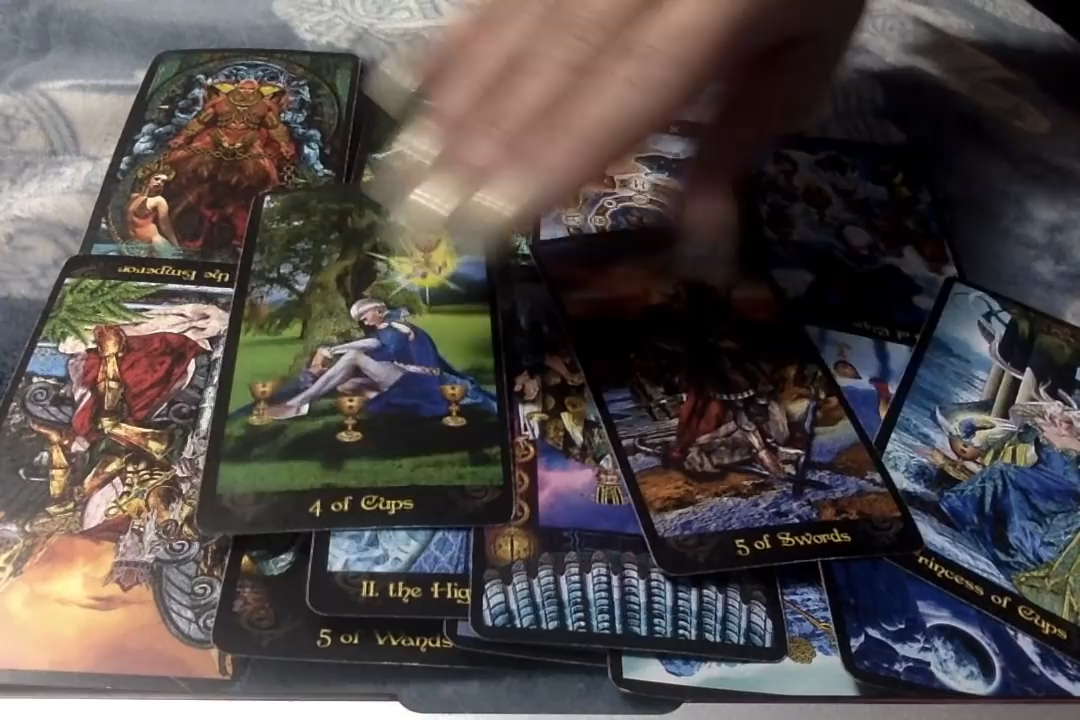 the Emperor
4 of Cups
5 of Swords
II. the Hig
rincess of Cups
5 of Wands